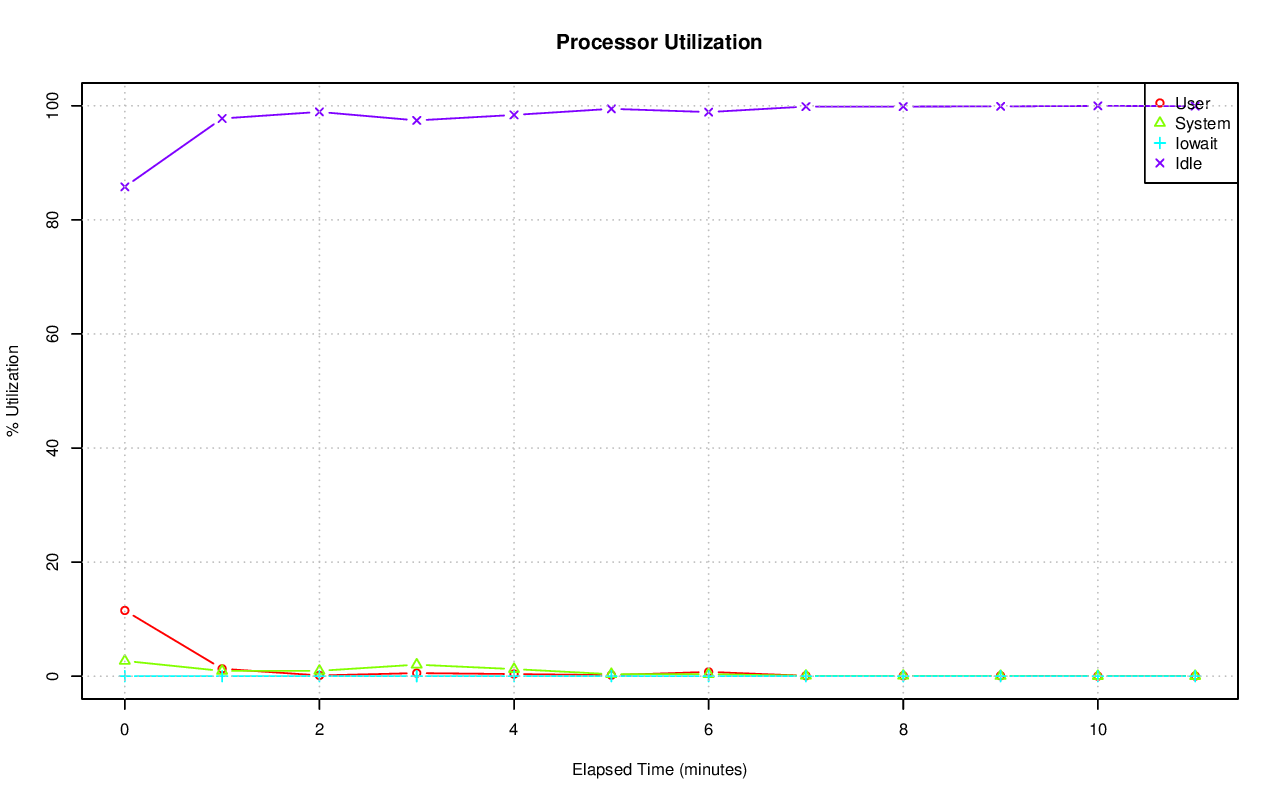 Processor Utilization
100
80
60
40
20
0
% Utilization
User
System
Iowait
Idle
0 2 4 6 8 10
Elapsed Time (minutes)